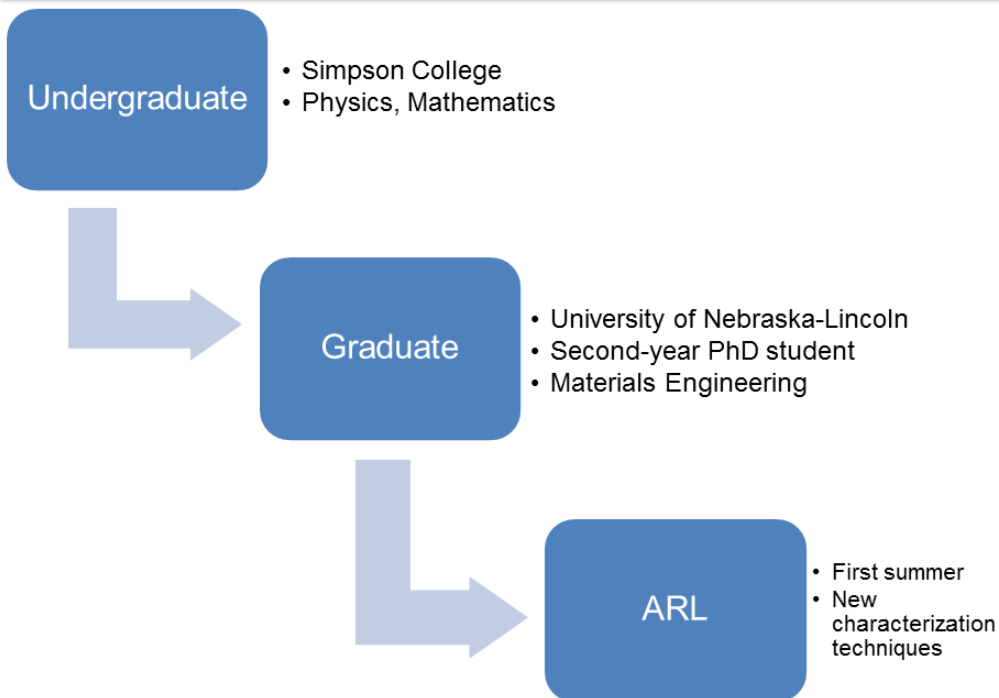 Undergraduate
• Simpson College
• Physics, Mathematics
Graduate
• University of Nebraska-Lincoln
• Second-year PhD student
• Materials Engineering
ARL
• First summer
• New
characterization
techniques